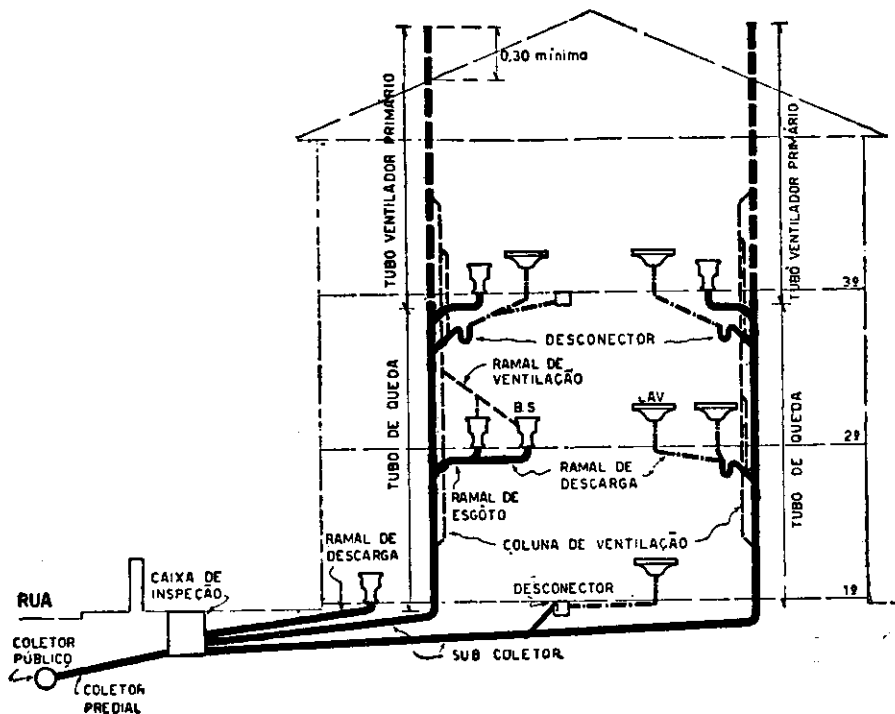 0,30 mínima
TUBO VENTILADOR PRIMÁRIO
TUBO VENTILADOR PRIMÁRIO
3º
DESCONECTOR
RAMAL DE
VENTILAÇÃO
B.S
LAV
TUBO DE QUEDA
TUBO DE QUEDA
2º
RAMAL DE
DESCARGA
RAMAL DE
ESGÔTO
COLUNA DE VENTILAÇÃO
RAMAL DE
DESCARGA
CAIXA DE
INSPEÇÃO
DESCONECTOR
1º
RUA
COLETOR
PÚBLICO
SUB COLETOR
COLETOR
PREDIAL